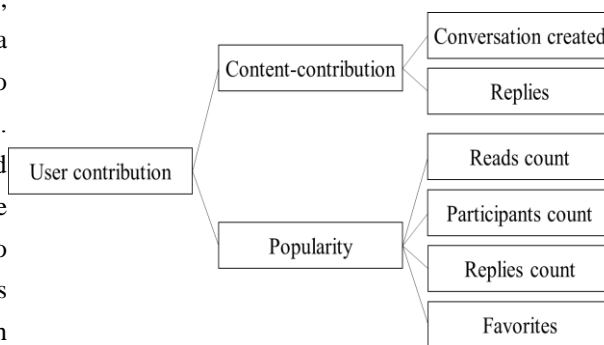 Conversation created
Content-contribution
Replies
User contribution
Reads count
Participants count
Popularity
Replies count
Favorites